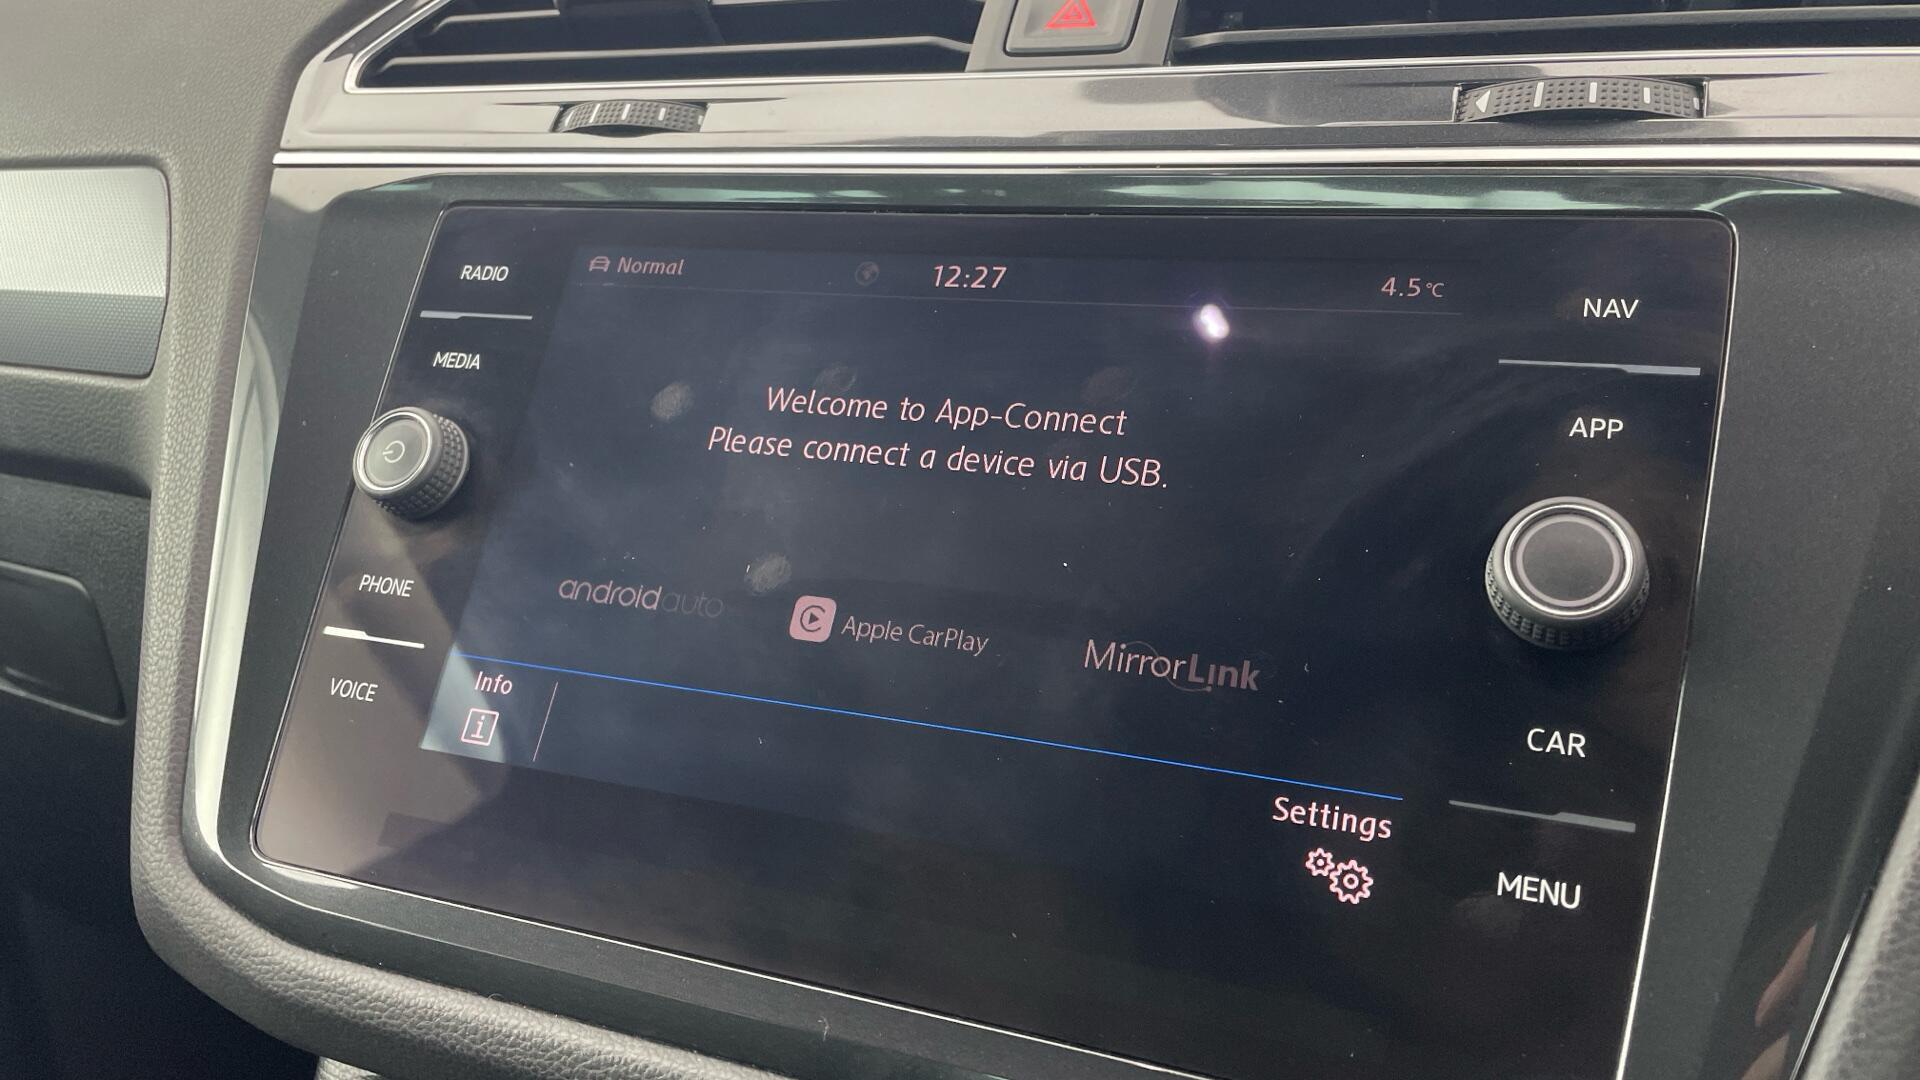 RADIO
MEDIA
PHONE
VOICE
Normal
12:27
4.5°C
Welcome to App-Connect
Please connect a device via USB.
androidauto
Apple CarPlay
MirrorLink
Info
i
Settings
NAV
APP
CAR
MENU